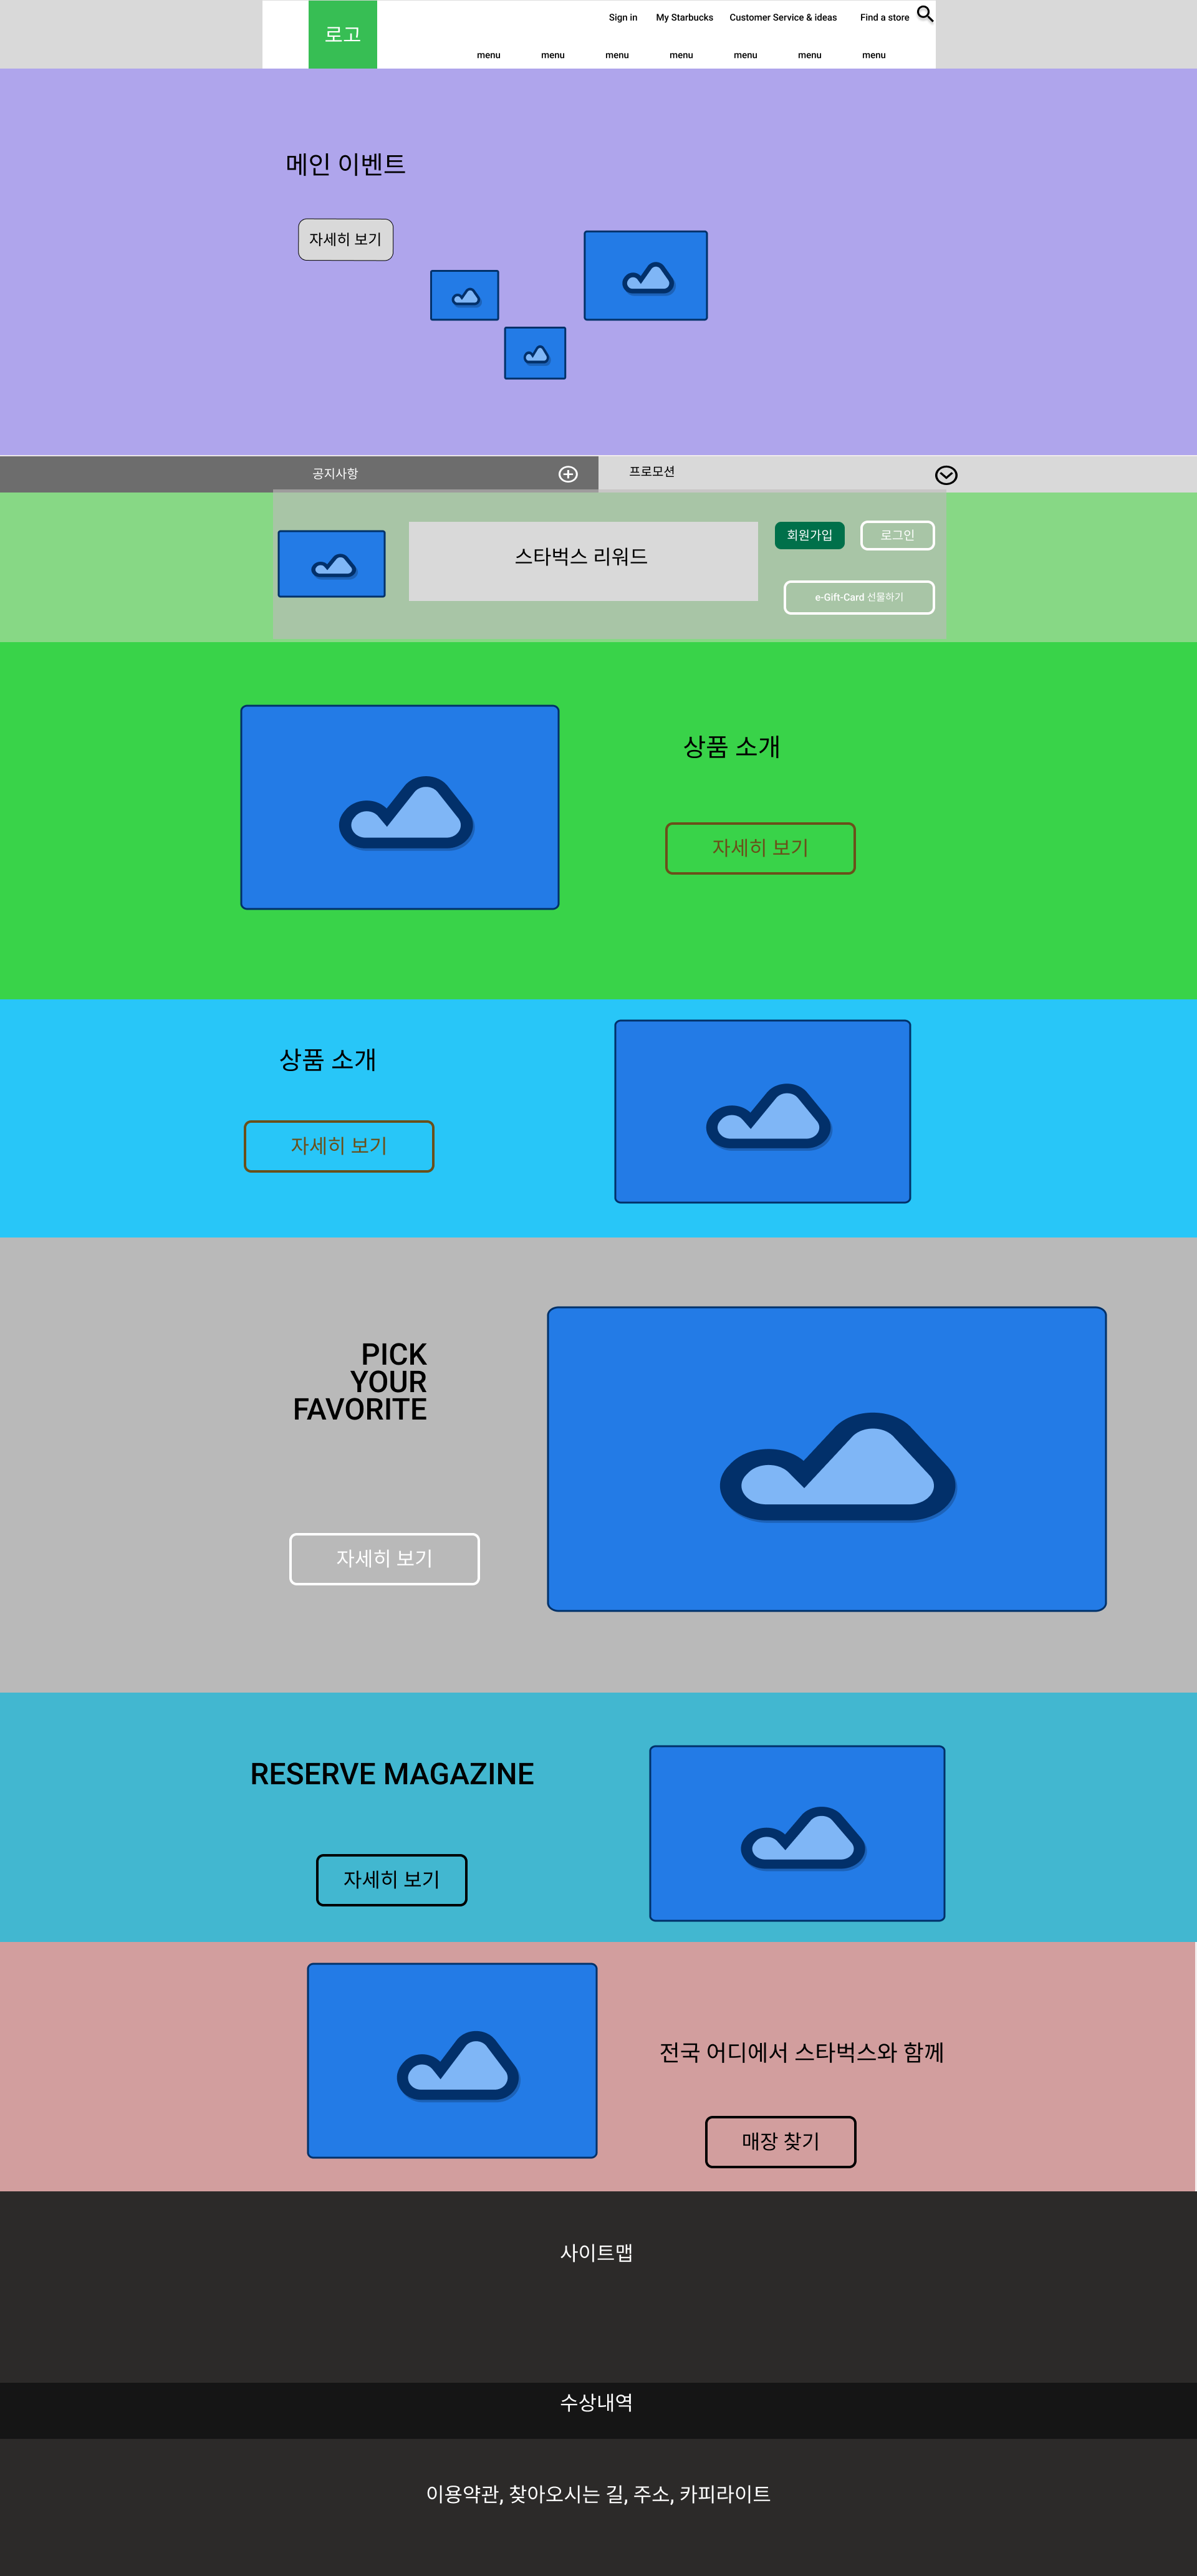 로고
Sign in
My Starbucks
Customer Service & ideas
Find a store
menu
menu
menu
menu
menu
menu
menu
메인 이벤트
자세히 보기
공지사항
프로모션
스타벅스 리워드
회원가입
로그인
e-Gift-Card 선물하기
상품 소개
자세히 보기
상품 소개
자세히 보기
PICK
YOUR
FAVORITE
자세히 보기
RESERVE MAGAZINE
자세히 보기
전국 어디에서 스타벅스와 함께
매장 찾기
사이트맵
수상내역
이용약관, 찾아오시는 길, 주소, 카피라이트